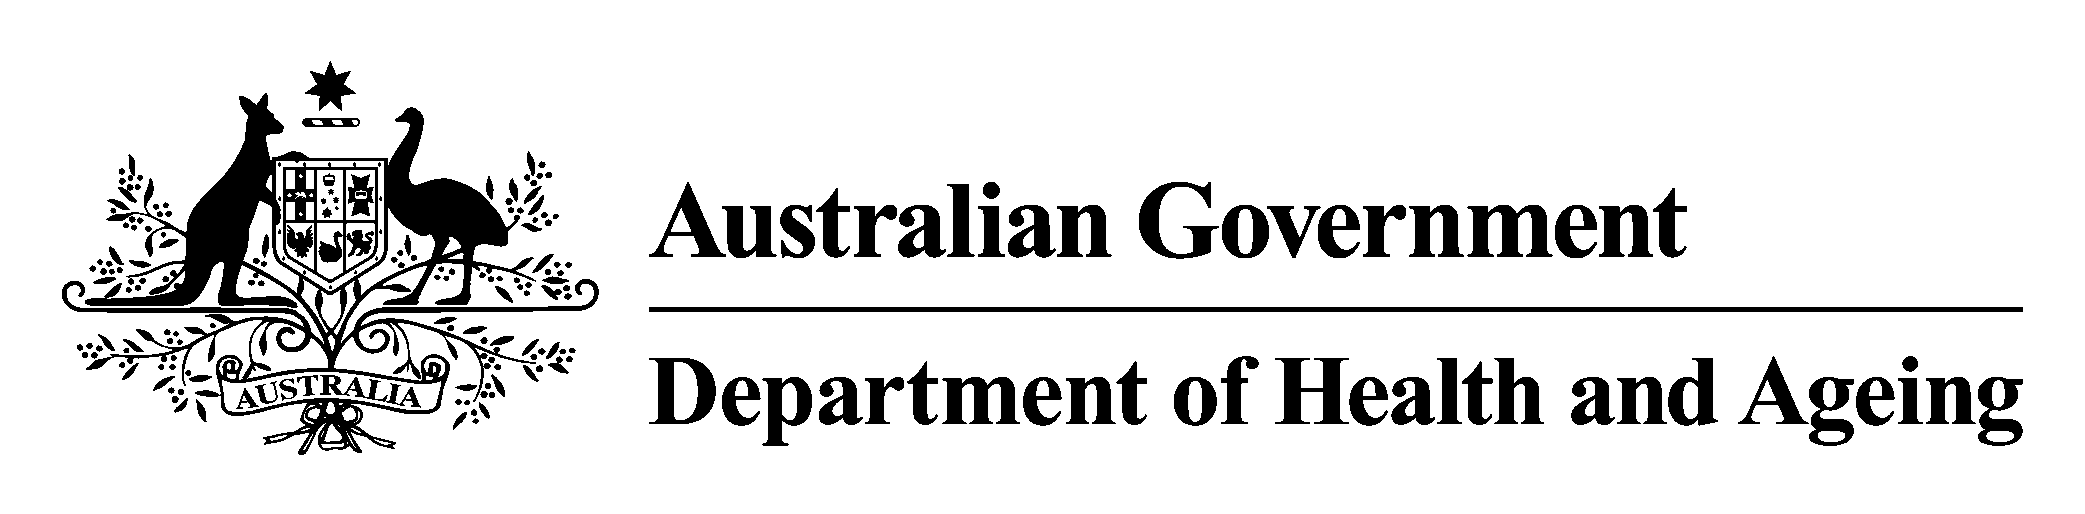 AUSTRALIA
Australian Government
Department of Health and Ageing